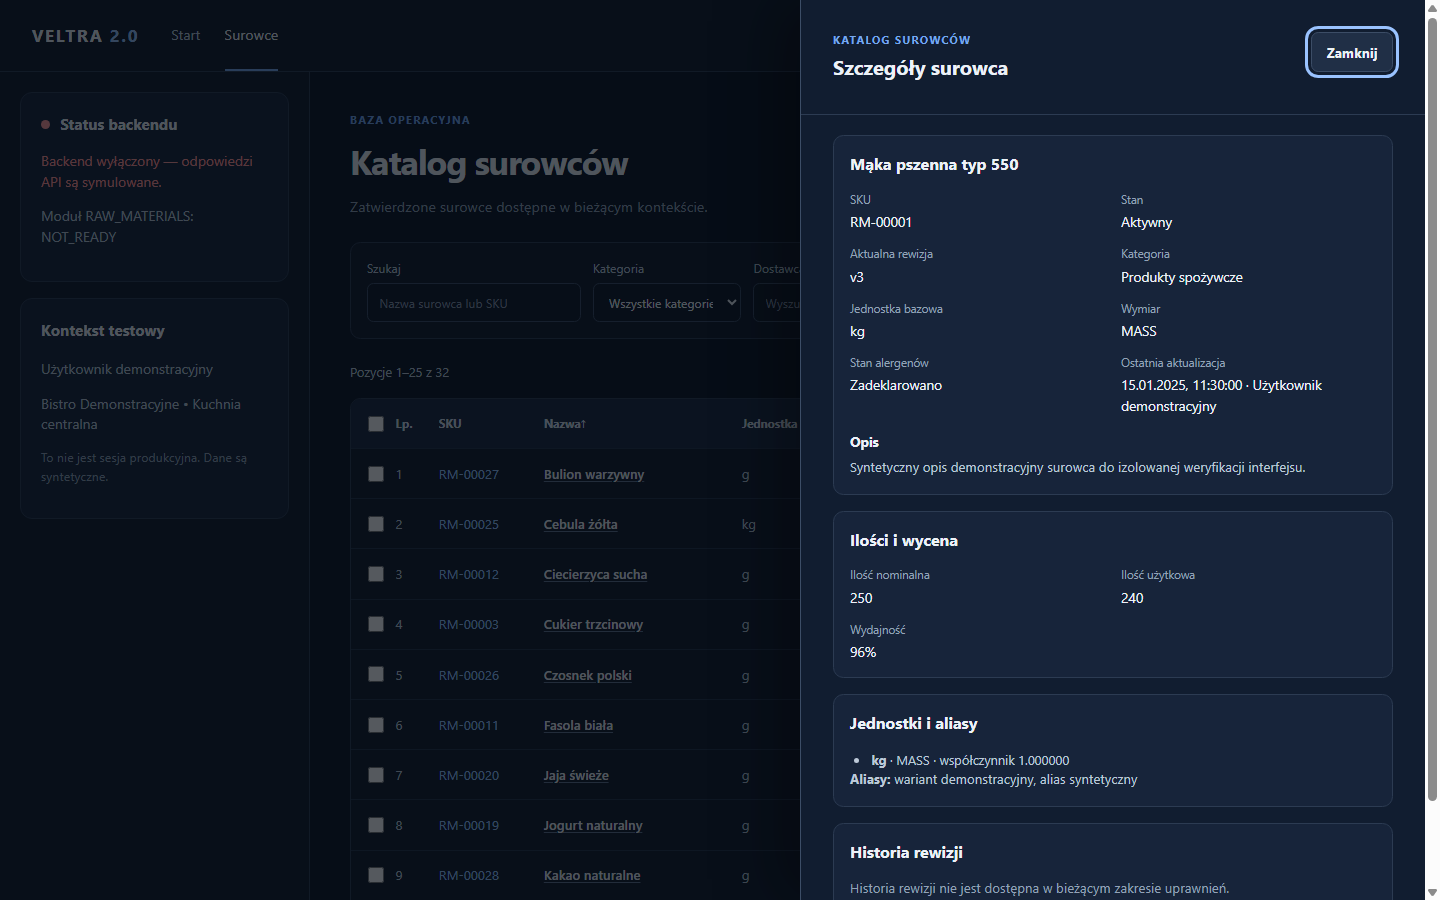 VELTRA 2.0
Start
Surowce
Status backendu
Backend wyłączony — odpowiedzi
API są symulowane.
Moduł RAW_MATERIALS:
NOT_READY
Kontekst testowy
Użytkownik demonstracyjny
Bistro Demonstracyjne • Kuchnia
centralna
To nie jest sesja produkcyjna. Dane są
syntetyczne.
BAZA OPERACYJNA
Katalog surowców
Zatwierdzone surowce dostępne w bieżącym kontekście.
Szukaj
Kategoria
Nazwa surowca lub SKU
Wszystkie kategorie
Pozycje 1–25 z 32
Lp. SKU Nazwa↑ Jednostka
1 RM-00027 Bulion warzywny g
2 RM-00025 Cebula żółta kg
3 RM-00012 Ciecierzyca sucha g
4 RM-00003 Cukier trzcinowy g
5 RM-00026 Czosnek polski g
6 RM-00011 Fasola biała g
7 RM-00020 Jaja świeże g
8 RM-00019 Jogurt naturalny g
9 RM-00028 Kakao naturalne g
KATALOG SUROWCÓW
Szczegóły surowca
Zamknij
Mąka pszenna typ 550
SKU
RM-00001
Stan
Aktywny
Aktualna rewizja
v3
Kategoria
Produkty spożywcze
Jednostka bazowa
kg
Wymiar
MASS
Stan alergenów
Zadeklarowano
Ostatnia aktualizacja
15.01.2025, 11:30:00 · Użytkownik
demonstracyjny
Opis
Syntetyczny opis demonstracyjny surowca do izolowanej weryfikacji interfejsu.
Ilości i wycena
Ilość nominalna
250
Ilość użytkowa
240
Wydajność
96%
Jednostki i aliasy
• kg · MASS · współczynnik 1.000000
Aliasy: wariant demonstracyjny, alias syntetyczny
Historia rewizji
Historia rewizji nie jest dostępna w bieżącym zakresie uprawnień.